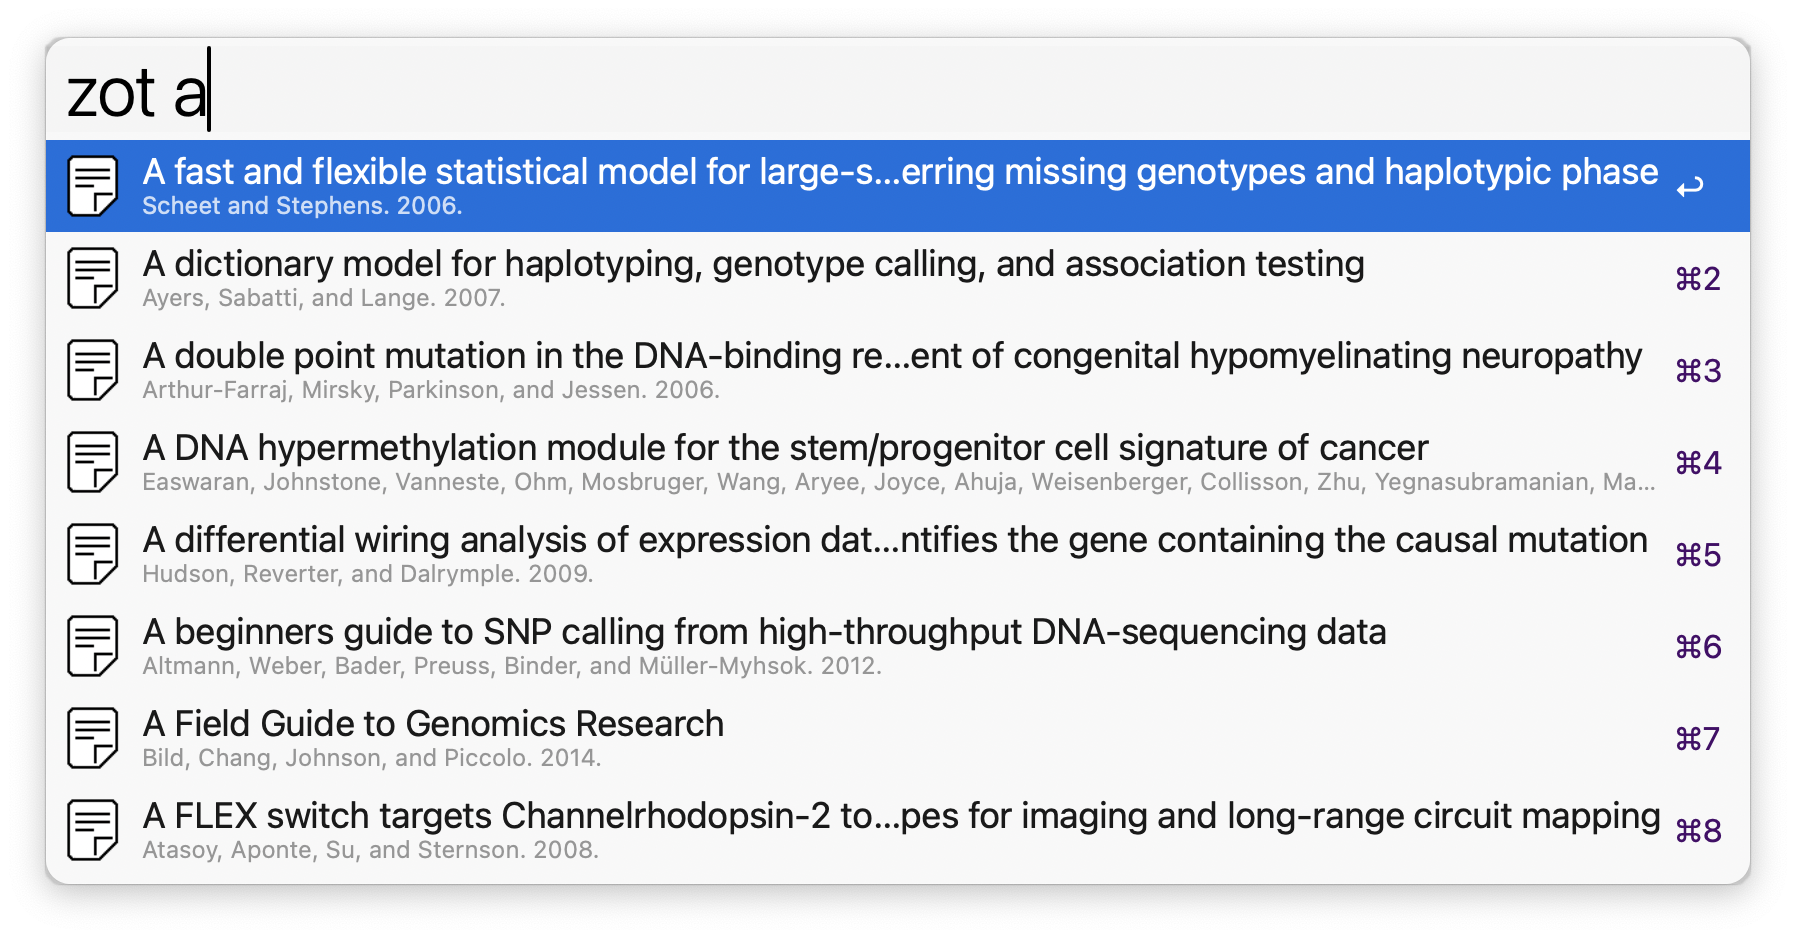 zot a
A fast and flexible statistical model for large-s...erring missing genotypes and haplotypic phase
Scheet and Stephens. 2006.
A dictionary model for haplotyping, genotype calling, and association testing
⌘2
Ayers, Sabatti, and Lange. 2007.
A double point mutation in the DNA-binding re...ent of congenital hypomyelinating neuropathy
⌘3
Arthur-Farraj, Mirsky, Parkinson, and Jessen. 2006.
A DNA hypermethylation module for the stem/progenitor cell signature of cancer
⌘4
Easwaran, Johnstone, Vanneste, Ohm, Mosbruger, Wang, Aryee, Joyce, Ahuja, Weisenberger, Collisson, Zhu, Yegnasubramanian, Ma...
A differential wiring analysis of expression dat...ntifies the gene containing the causal mutation
⌘5
Hudson, Reverter, and Dalrymple. 2009.
A beginners guide to SNP calling from high-throughput DNA-sequencing data
⌘6
Altmann, Weber, Bader, Preuss, Binder, and Müller-Myhsok. 2012.
A Field Guide to Genomics Research
⌘7
Bild, Chang, Johnson, and Piccolo. 2014.
A FLEX switch targets Channelrhodopsin-2 to...pes for imaging and long-range circuit mapping
⌘8
Atasoy, Aponte, Su, and Sternson. 2008.